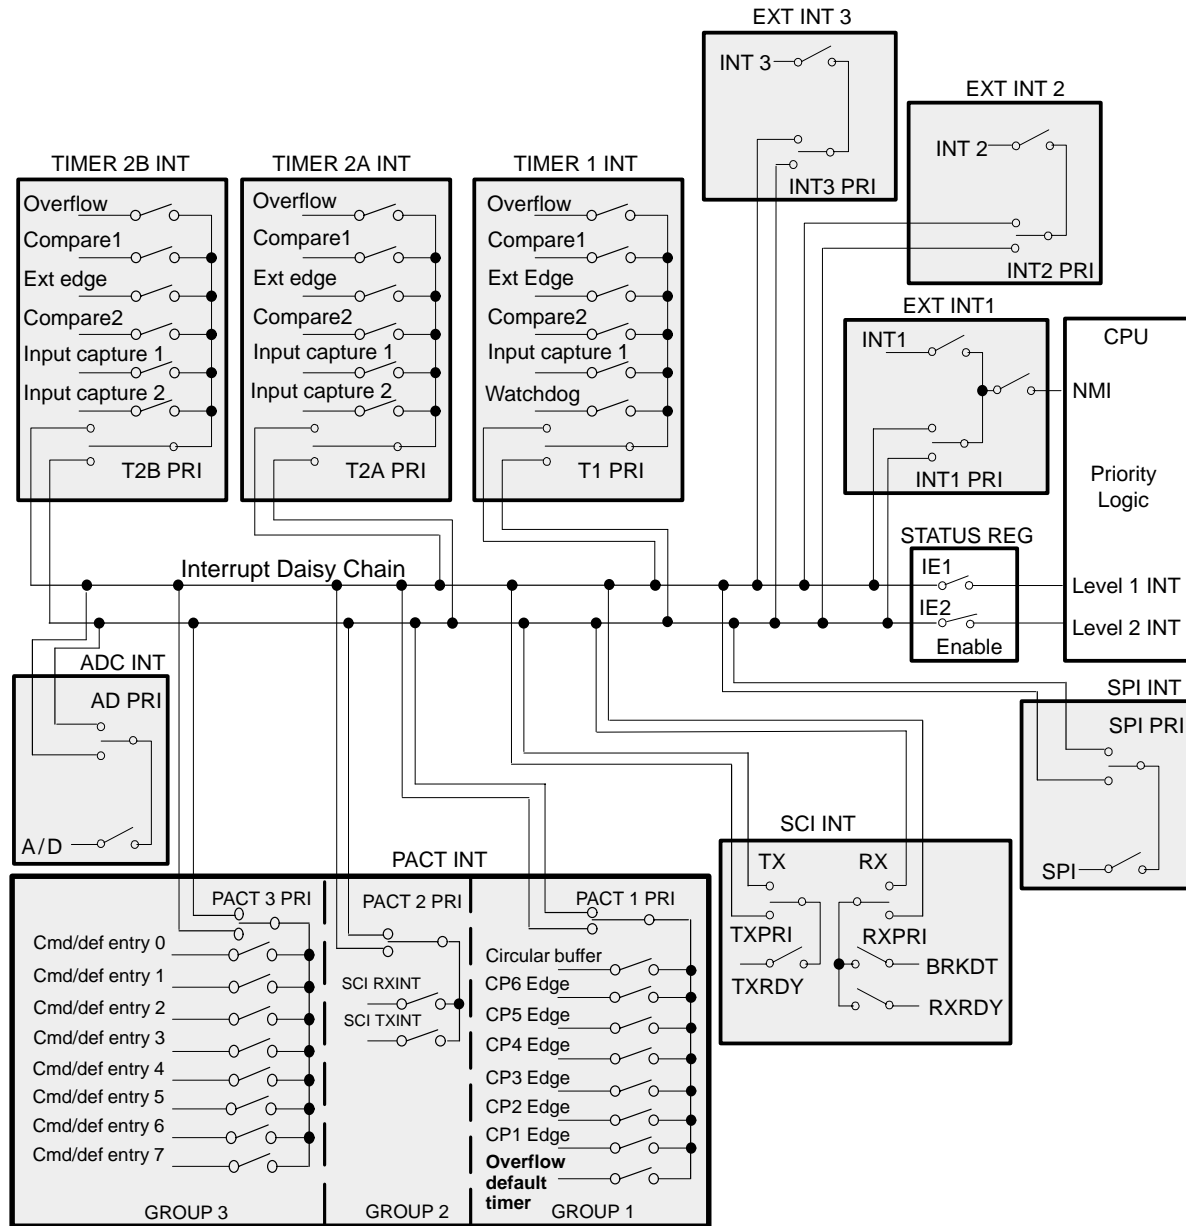 EXT INT 3
INT 3
INT3 PRI
EXT INT 2
INT 2
INT2 PRI
TIMER 2B INT
Overflow
Compare1
Ext edge
Compare2
Input capture 1
Input capture 2
T2B PRI
TIMER 2A INT
Overflow
Compare1
Ext edge
Compare2
Input capture 1
Input capture 2
T2A PRI
TIMER 1 INT
Overflow
Compare1
Ext Edge
Compare2
Input capture 1
Watchdog
T1 PRI
EXT INT1
INT1
INT1 PRI
CPU
NMI
Priority
Logic
Level 1 INT
Level 2 INT
STATUS REG
IE1
IE2
Enable
Interrupt Daisy Chain
ADC INT
AD PRI
A/D
SPI INT
SPI PRI
SPI
SCI INT
TX
RX
TXPRI
RXPRI
TXRDY
BRKDT
RXRDY
PACT INT
PACT 3 PRI
Cmd/def entry 0
Cmd/def entry 1
Cmd/def entry 2
Cmd/def entry 3
Cmd/def entry 4
Cmd/def entry 5
Cmd/def entry 6
Cmd/def entry 7
GROUP 3
PACT 2 PRI
SCI RXINT
SCI TXINT
GROUP 2
PACT 1 PRI
Circular buffer
CP6 Edge
CP5 Edge
CP4 Edge
CP3 Edge
CP2 Edge
CP1 Edge
Overflow
default
timer
GROUP 1